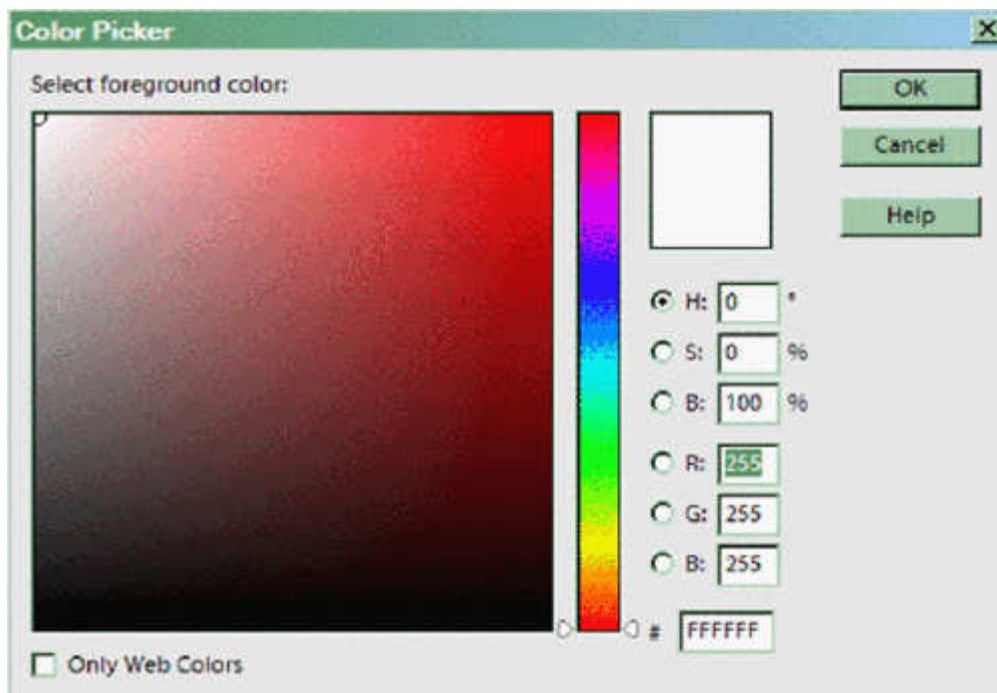 Color Picker
Select foreground color:
OK
Cancel
Help
H: 0 °
S: 0 %
B: 100 %
R: 255
G: 255
B: 255
# FFFFFF
Only Web Colors